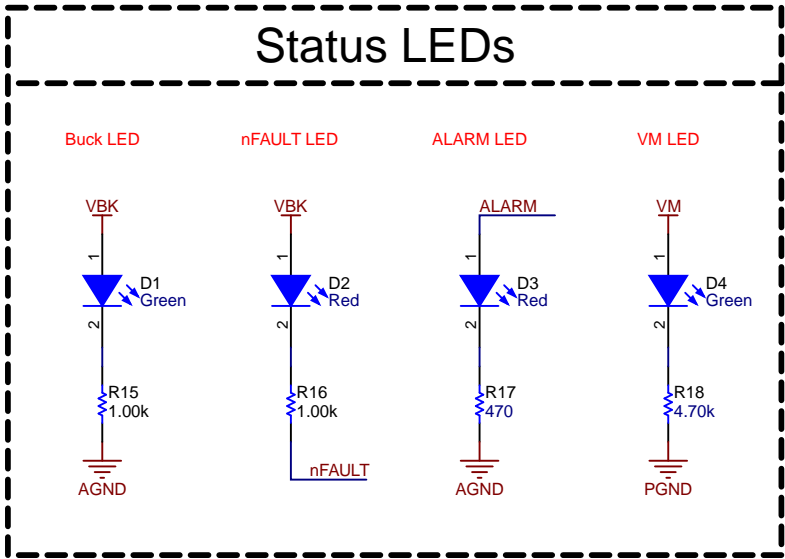 Status LEDs
Buck LED
nFAULT LED
ALARM LED
VM LED
VBK
VBK
ALARM
VM
1
1
1
1
D1
Green
D2
Red
D3
Red
D4
Green
2
2
2
2
R15
1.00k
R16
1.00k
R17
470
R18
4.70k
nFAULT
AGND
AGND
PGND